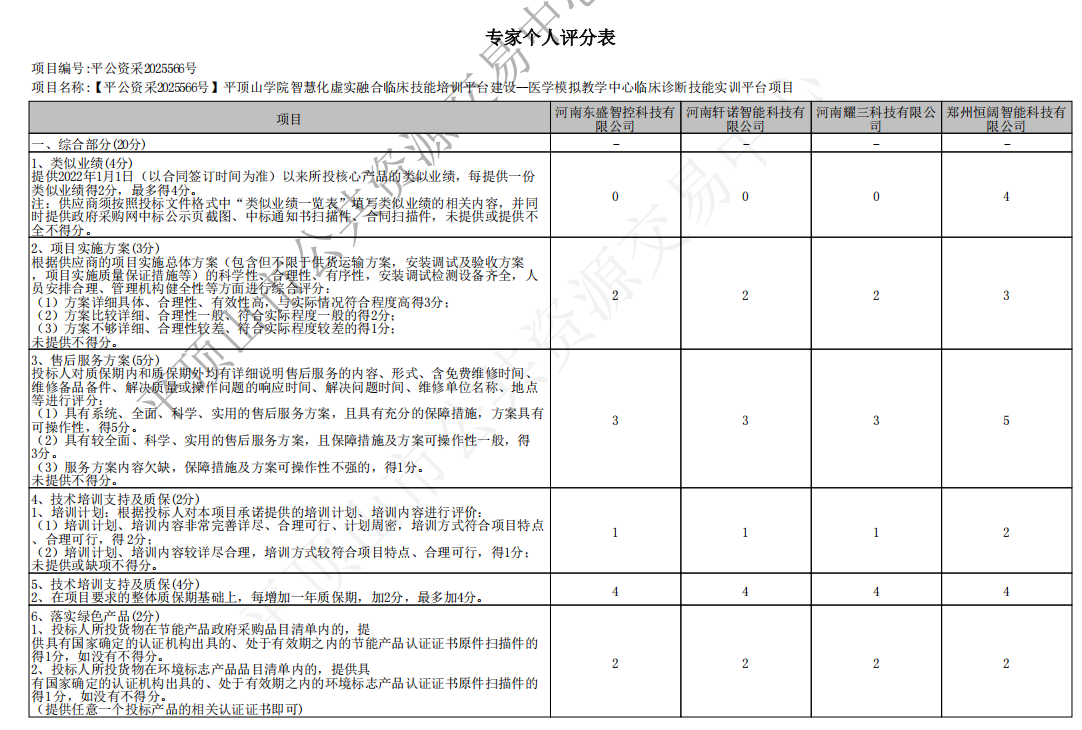 专家个人评分表
项目编号:平公资采2025566号
项目名称:【平公资采2025566号】平顶山学院智慧化虚实融合临床技能培训平台建设—医学模拟教学中心临床诊断技能实训平台项目
项目 河南东盛智控科技有限公司 河南轩诺智能科技有限公司 河南耀三科技有限公司 郑州恒阔智能科技有限公司
一、综合部分(20分) - - - -
1、类似业绩(4分)
提供2022年1月1日（以合同签订时间为准）以来所投核心产品的类似业绩，每提供一份
类似业绩得2分，最多得4分。
注：供应商须按照投标文件格式中“类似业绩一览表”填写类似业绩的相关内容，并同
时提供政府采购网中标公示页截图、中标通知书扫描件、合同扫描件，未提供或提供不
全不得分。
0 0 0 4
2、项目实施方案(3分)
根据供应商的项目实施总体方案（包含但不限于供货运输方案，安装调试及验收方案
，项目实施质量保证措施等）的科学性、合理性、有序性，安装调试检测设备齐全，人
员安排合理、管理机构健全性等方面进行综合评分：
（1）方案详细具体、合理性、有效性高，与实际情况符合程度高得3分；
（2）方案比较详细、合理性一般、符合实际程度一般的得2分；
（3）方案不够详细、合理性较差、符合实际程度较差的得1分；
未提供不得分。
2 2 2 3
3、售后服务方案(5分)
投标人对质保期内和质保期外均有详细说明售后服务的内容、形式、含免费维修时间、
维修备品备件、解决质量或操作问题的响应时间、解决问题时间、维修单位名称、地点
等进行评分：
（1）具有系统、全面、科学、实用的售后服务方案，且具有充分的保障措施，方案具有
可操作性，得5分。
（2）具有较全面、科学、实用的售后服务方案，且保障措施及方案可操作性一般，得
3分。
（3）服务方案内容欠缺，保障措施及方案可操作性不强的，得1分。
未提供不得分。
3 3 3 5
4、技术培训支持及质保(2分)
1、培训计划：根据投标人对本项目承诺提供的培训计划、培训内容进行评价：
（1）培训计划、培训内容非常完善详尽、合理可行、计划周密，培训方式符合项目特点
、合理可行，得 2分；
（2）培训计划、培训内容较详尽合理，培训方式较符合项目特点、合理可行，得1分；
未提供或缺项不得分。
1 1 1 2
5、技术培训支持及质保(4分)
2、在项目要求的整体质保期基础上，每增加一年质保期，加2分，最多加4分。
4 4 4 4
6、落实绿色产品(2分)
1、投标人所投货物在节能产品政府采购品目清单内的，提
供具有国家确定的认证机构出具的、处于有效期之内的节能产品认证证书原件扫描件的
得1分，如没有不得分。
2、投标人所投货物在环境标志产品品目清单内的，提供具
有国家确定的认证机构出具的、处于有效期之内的环境标志产品认证证书原件扫描件的
得1分，如没有不得分。
（提供任意一个投标产品的相关认证证书即可）
2 2 2 2
平顶山市公共资源交易中心
平顶山市公共资源交易中心